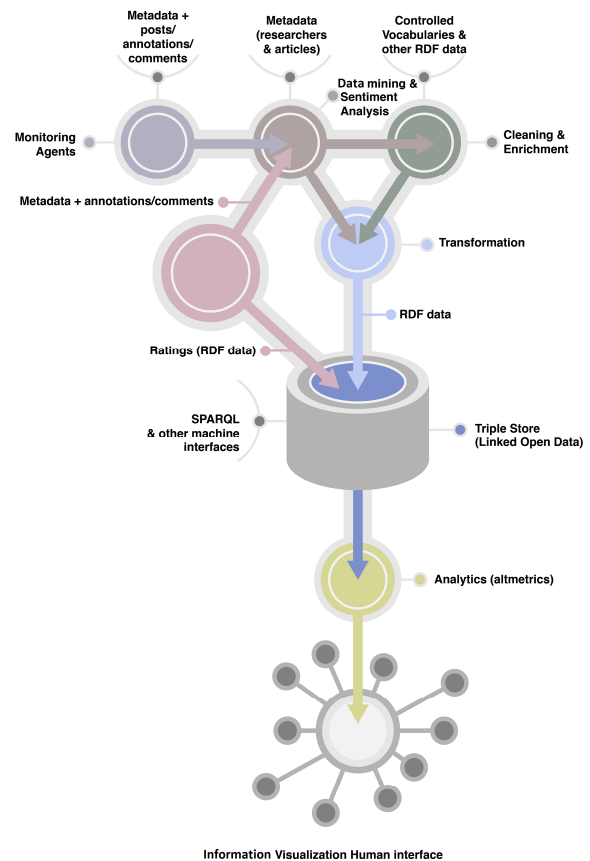 Metadata +
posts/
annotations/
comments
Metadata
(researchers
& articles)
Controlled
Vocabularies &
other RDF data
Data mining &
Sentiment
Analysis
Monitoring
Agents
Cleaning &
Enrichment
Metadata + annotations/comments
Transformation
RDF data
Ratings (RDF data)
SPARQL
& other machine
interfaces
Triple Store
(Linked Open Data)
Analytics (altmetrics)
Information Visualization Human interface